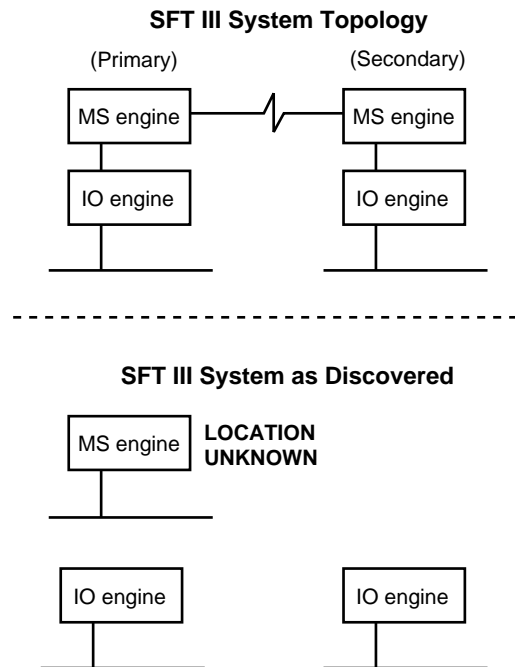 SFT III System Topology
(Primary) (Secondary)
MS engine MS engine
IO engine IO engine
SFT III System as Discovered
MS engine LOCATION
UNKNOWN
IO engine IO engine